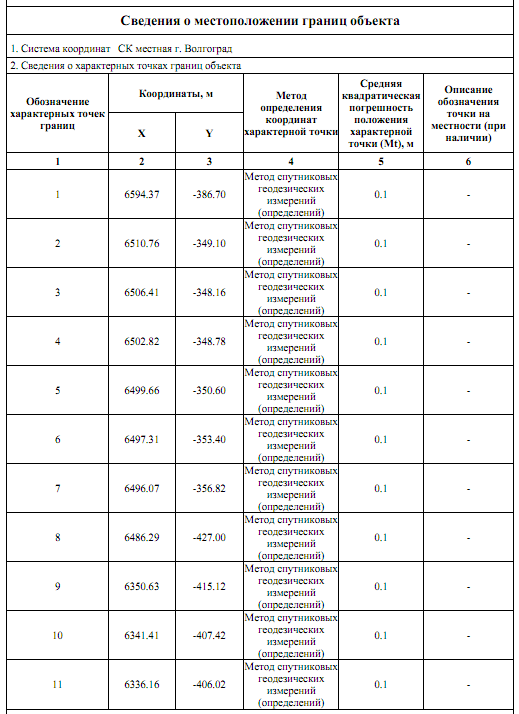 Сведения о местоположении границ объекта
1. Система координат СК местная г. Волгоград
2. Сведения о характерных точках границ объекта
Обозначение
характерных точек
границ
Координаты, м
X
Y
Метод
определения
координат
характерной точки
Средняя
квадратическая
погрешность
положения
характерной
точки (Mt), м
Описание
обозначения
точки на
местности (при
наличии)
1 2 3 4 5 6
1 6594.37 -386.70 Метод спутниковых
геодезических
измерений
(определений) 0.1 -
2 6510.76 -349.10 Метод спутниковых
геодезических
измерений
(определений) 0.1 -
3 6506.41 -348.16 Метод спутниковых
геодезических
измерений
(определений) 0.1 -
4 6502.82 -348.78 Метод спутниковых
геодезических
измерений
(определений) 0.1 -
5 6499.66 -350.60 Метод спутниковых
геодезических
измерений
(определений) 0.1 -
6 6497.31 -353.40 Метод спутниковых
геодезических
измерений
(определений) 0.1 -
7 6496.07 -356.82 Метод спутниковых
геодезических
измерений
(определений) 0.1 -
8 6486.29 -427.00 Метод спутниковых
геодезических
измерений
(определений) 0.1 -
9 6350.63 -415.12 Метод спутниковых
геодезических
измерений
(определений) 0.1 -
10 6341.41 -407.42 Метод спутниковых
геодезических
измерений
(определений) 0.1 -
11 6336.16 -406.02 Метод спутниковых
геодезических
измерений
(определений) 0.1 -